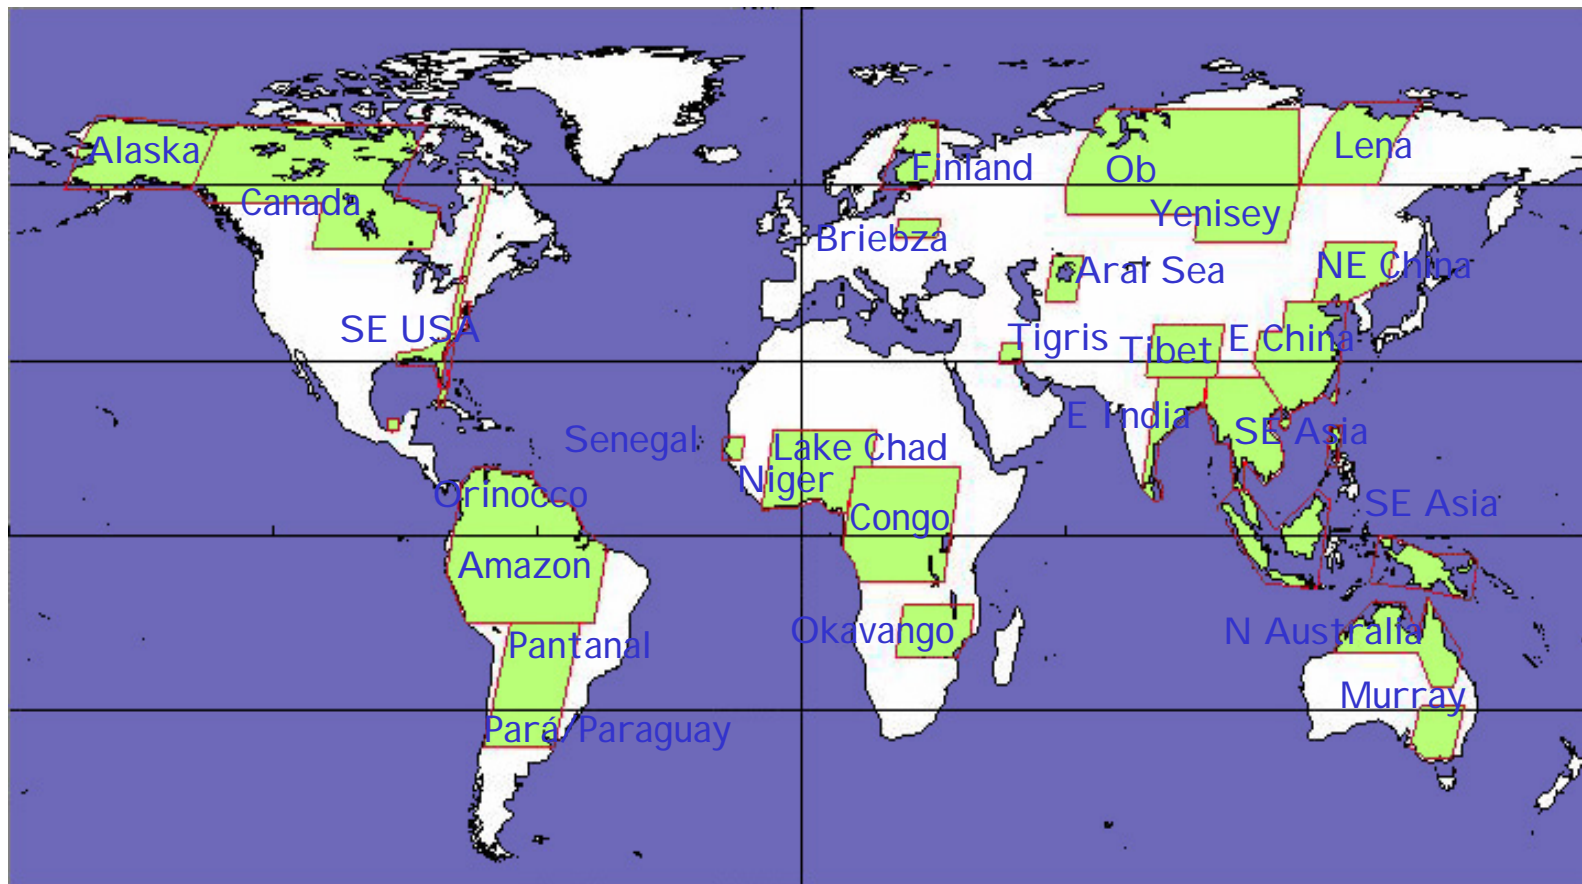 Alaska
Finland
Ob
Lena
Canada
Yenisey
Briebza
Aral Sea
NE China
SE USA
Tigris
Tibet
E China
E India
SE Asia
Senegal
Lake Chad
Niger
Orinocco
Congo
SE Asia
Amazon
Okavango
N Australia
Pantanal
Murray
Pará/Paraguay